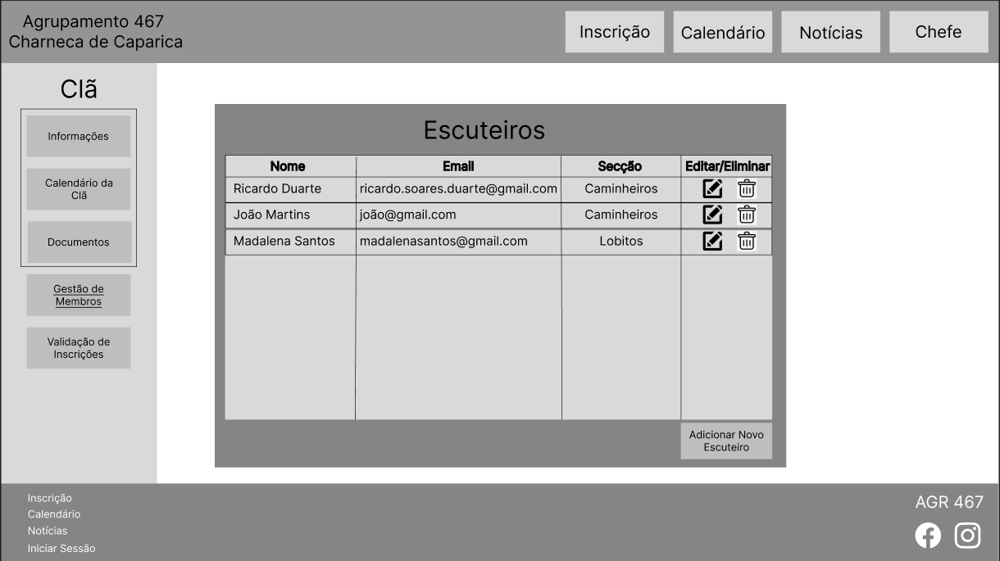 Agrupamento 467
Charneca de Caparica
Inscrição
Calendário
Notícias
Chefe
Clã
Informações
Calendário da
Clã
Documentos
Gestão de
Membros
Validação de
Inscrições
Escuteiros
Nome Email Secção Editar/Eliminar
Ricardo Duarte ricardo.soares.duarte@gmail.com Caminheiros
João Martins joão@gmail.com Caminheiros
Madalena Santos madalenasantos@gmail.com Lobitos
Adicionar Novo
Escuteiro
Inscrição
Calendário
Notícias
Iniciar Sessão
AGR 467